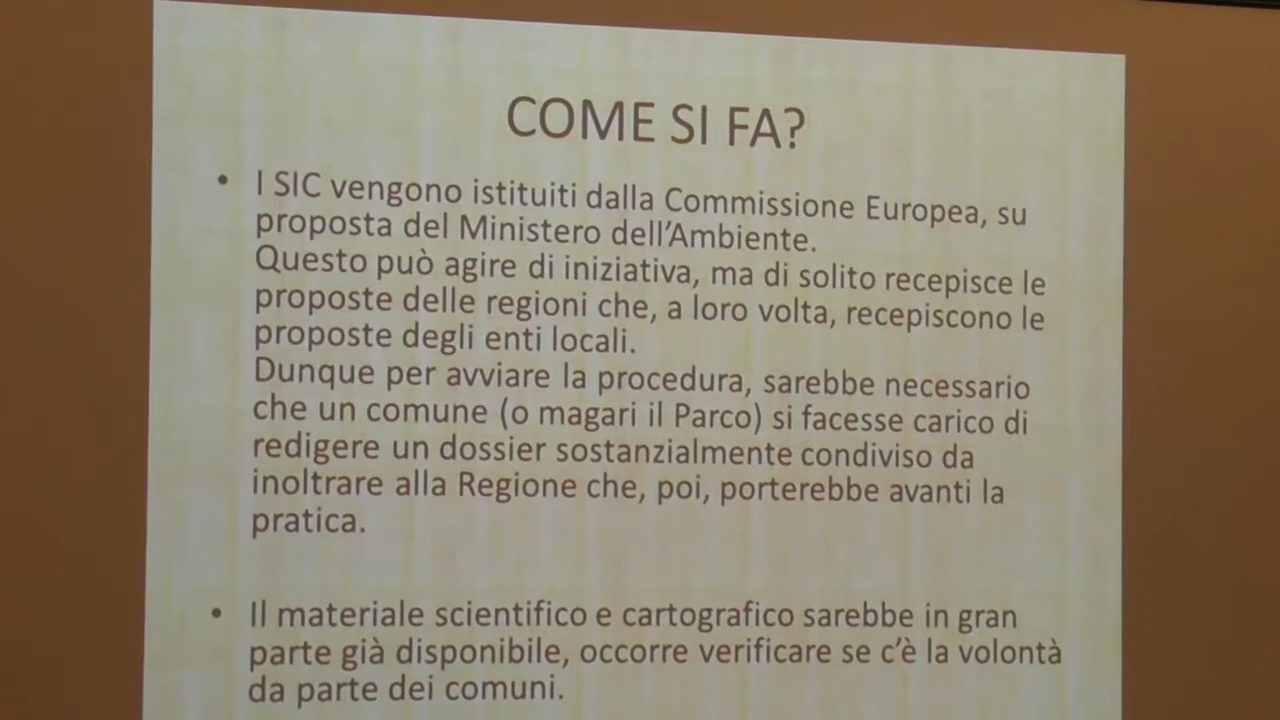 COME SI FA?
• I SIC vengono istituiti dalla Commissione Europea, su
proposta del Ministero dell'Ambiente.
Questo può agire di iniziativa, ma di solito recepisce le
proposte delle regioni che, a loro volta, recepiscono le
proposte degli enti locali.
Dunque per avviare la procedura, sarebbe necessario
che un comune (o magari il Parco) si facesse carico di
redigere un dossier sostanzialmente condiviso da
inoltrare alla Regione che, poi, porterebbe avanti la
pratica.
• Il materiale scientifico e cartografico sarebbe in gran
parte già disponibile, occorre verificare se c'è la volontà
da parte dei comuni.